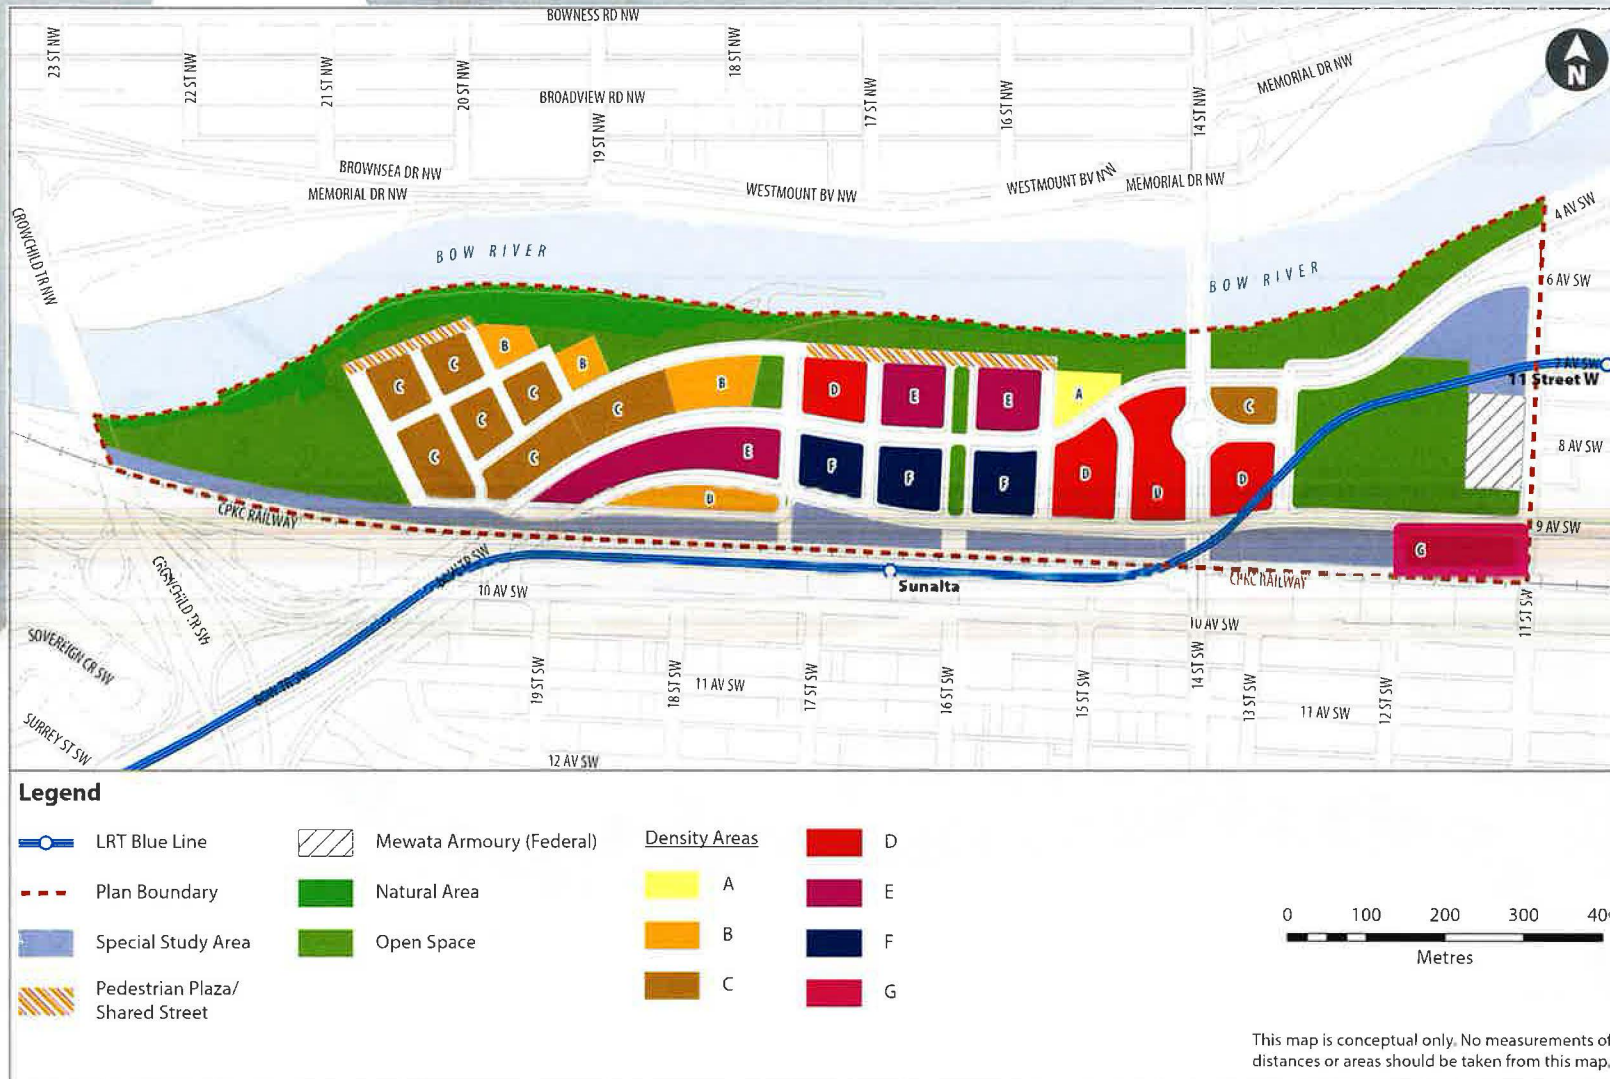 BOWNESS RD NW
23 ST NW
22 ST NW
21 ST NW
20 ST NW
18 ST NW
17 ST NW
16 ST NW
14 ST NW
MEMORIAL DR NW
N
BROADVIEW RD NW
19 ST NW
BROWNSEA DR NW
MEMORIAL DR NW
WESTMOUNT BV NW
WESTMOUNT BV NW
MEMORIAL DR NW
CROWCHILD TR NW
BOW RIVER
BOW RIVER
4 AV SW
6 AV SW
7 AV SW
11 Street W
8 AV SW
9 AV SW
C
C
B
B
C
C
C
C
C
B
E
D
E
E
A
C
F
F
F
D
D
D
G
CPKC RAILWAY
CPKC RAILWAY
Sunalta
CROWCHILD TR SW
10 AV SW
10 AV SW
11 ST SW
SOVEREIGN CR SW
BOW TR SW
SURREY ST SW
19 ST SW
18 ST SW
11 AV SW
17 ST SW
16 ST SW
15 ST SW
14 ST SW
13 ST SW
11 AV SW
12 ST SW
12 AV SW
Legend
LRT Blue Line
Plan Boundary
Special Study Area
Pedestrian Plaza/
Shared Street
Mewata Armoury (Federal)
Natural Area
Open Space
Density Areas
A
B
C
D
E
F
G
0 100 200 300
Metres
This map is conceptual only. No measurements of
distances or areas should be taken from this map.